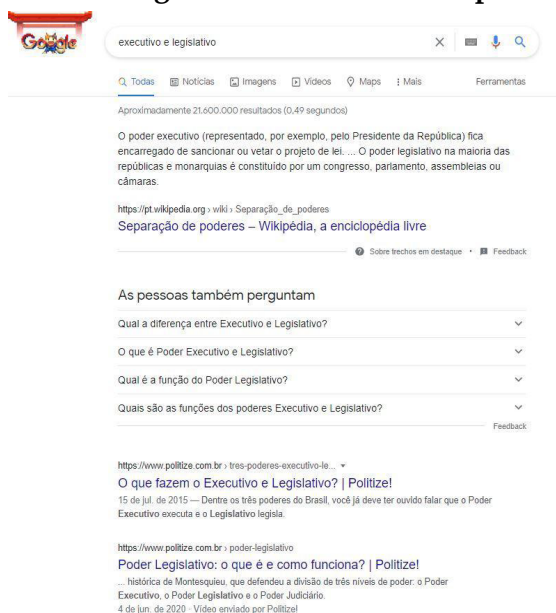 Google
executivo e legislativo
Todas Notícias Imagens Vídeos Maps Mais Ferramentas
Aproximadamente 21.600.000 resultados (0,49 segundos)
O poder executivo (representado, por exemplo, pelo Presidente da República) fica
encarregado de sancionar ou vetar o projeto de lei. ... O poder legislativo na maioria das
repúblicas e monarquias é constituído por um congresso, parlamento, assembleias ou
câmaras.
https://pt.wikipedia.org › wiki › Separação_de_poderes
Separação de poderes – Wikipédia, a enciclopédia livre
Sobre trechos em destaque • Feedback
As pessoas também perguntam
Qual a diferença entre Executivo e Legislativo?
O que é Poder Executivo e Legislativo?
Qual é a função do Poder Legislativo?
Quais são as funções dos poderes Executivo e Legislativo?
Feedback
https://www.politize.com.br › tres-poderes-executivo-le...
O que fazem o Executivo e Legislativo? | Politize!
15 de jul. de 2015 — Dentre os três poderes do Brasil, você já deve ter ouvido falar que o Poder
Executivo executa e o Legislativo legisla.
https://www.politize.com.br › poder-legislativo
Poder Legislativo: o que é e como funciona? | Politize!
... histórica de Montesquieu, que defendeu a divisão de três níveis de poder: o Poder
Executivo, o Poder Legislativo e o Poder Judiciário.
4 de jun. de 2020 · Vídeo enviado por Politize!